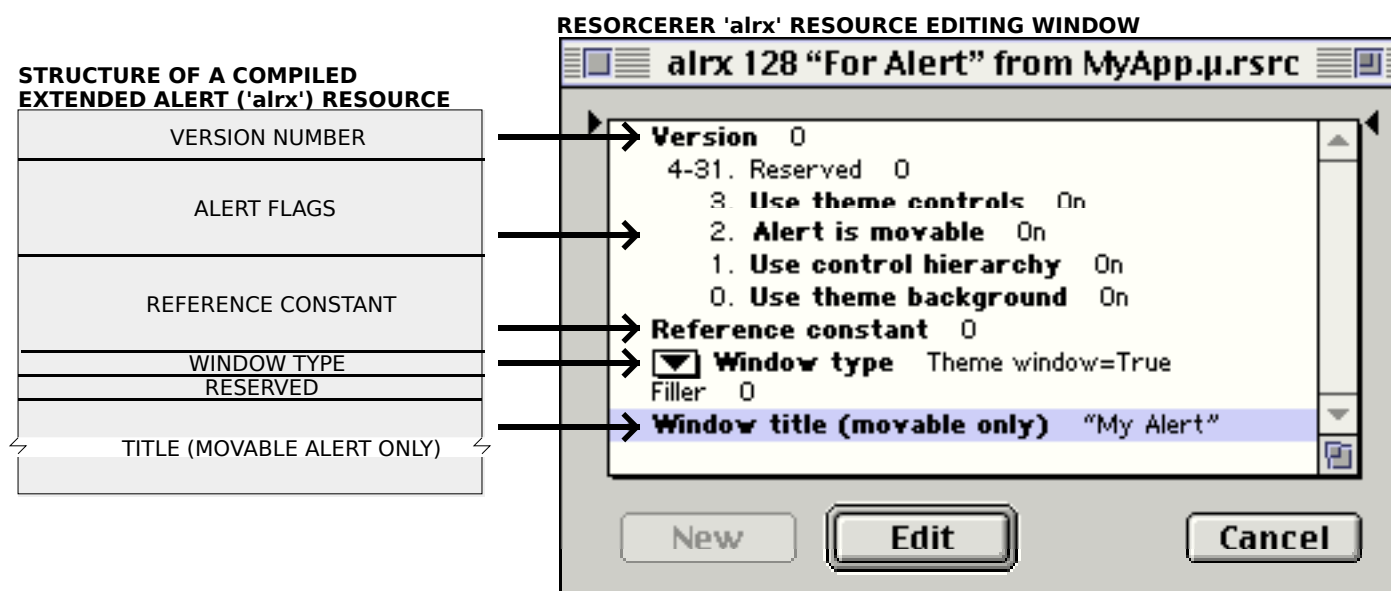 RESORCERER 'alrx' RESOURCE EDITING WINDOW
STRUCTURE OF A COMPILED
EXTENDED ALERT ('alrx') RESOURCE
VERSION NUMBER
ALERT FLAGS
REFERENCE CONSTANT
WINDOW TYPE
RESERVED
TITLE (MOVABLE ALERT ONLY)
alrx 128 “For Alert” from MyApp.µ.rsrc
Version 0
4-31. Reserved 0
3. Use theme controls On
2. Alert is movable On
1. Use control hierarchy On
0. Use theme background On
Reference constant 0
Window type Theme window=True
Filler 0
Window title (movable only) “My Alert”
New Edit Cancel